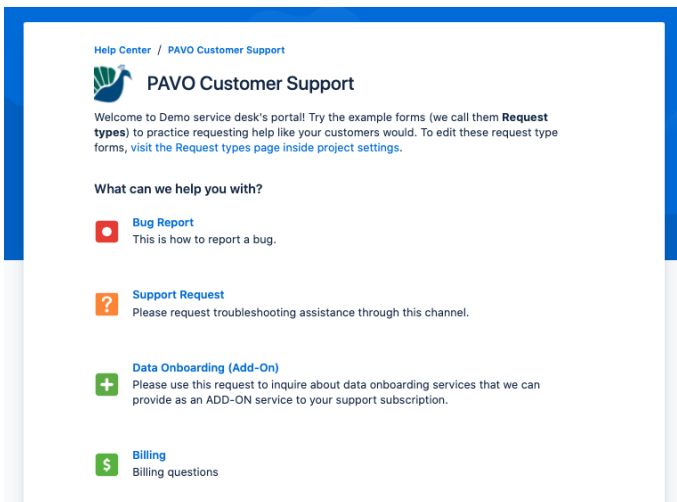 Help Center / PAVO Customer Support
PAVO Customer Support
Welcome to Demo service desk's portal! Try the example forms (we call them Request
types) to practice requesting help like your customers would. To edit these request type
forms, visit the Request types page inside project settings.
What can we help you with?
Bug Report
This is how to report a bug.
?
Support Request
Please request troubleshooting assistance through this channel.
Data Onboarding (Add-On)
Please use this request to inquire about data onboarding services that we can
provide as an ADD-ON service to your support subscription.
$
Billing
Billing questions